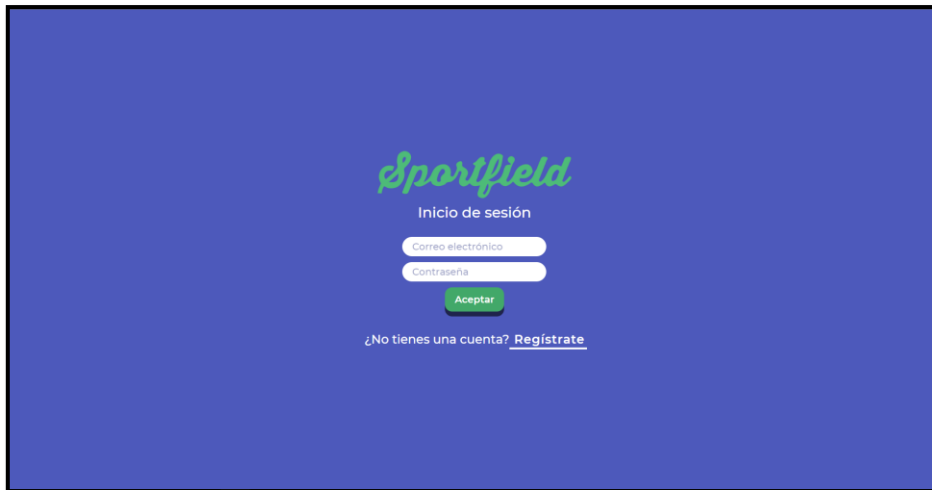 Sportfield
Inicio de sesión
Correo electrónico
Contraseña
Aceptar
¿No tienes una cuenta? Regístrate